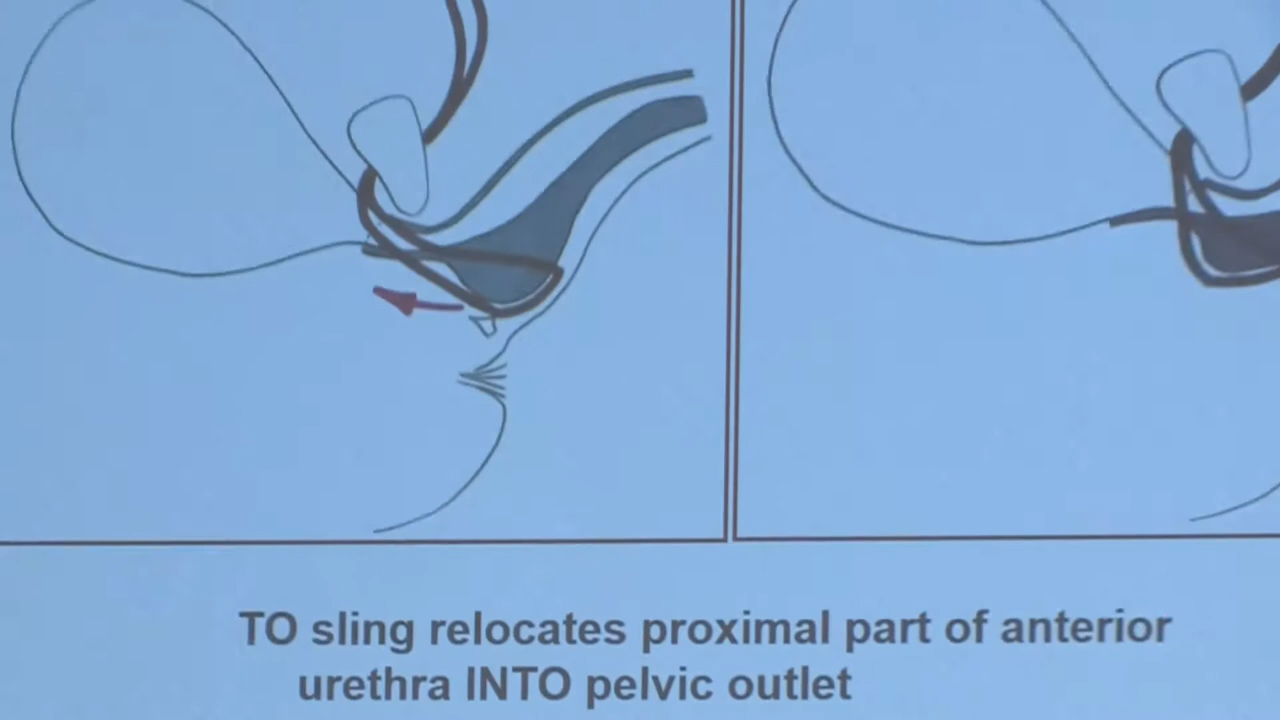 TO sling relocates proximal part of anterior
urethra INTO pelvic outlet